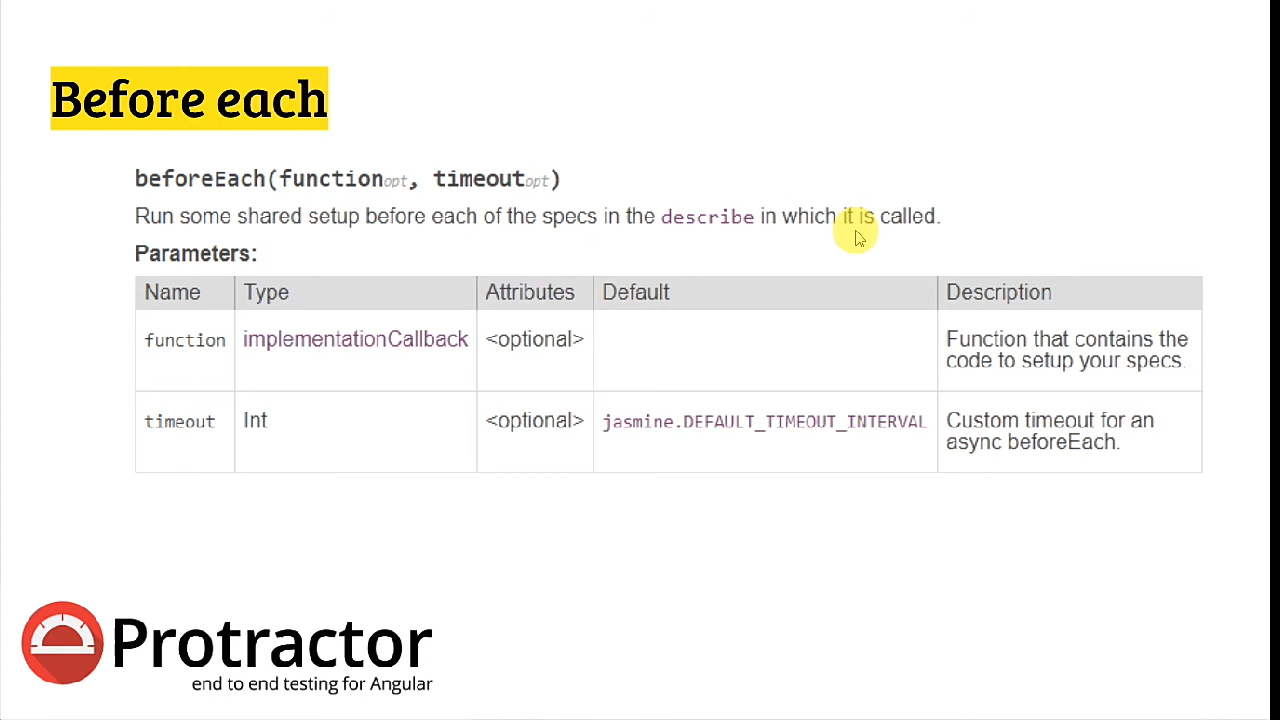 Before each
beforeEach(functionopt, timeoutopt)
Run some shared setup before each of the specs in the describe in which it is called.
Parameters:
Name Type Attributes Default Description
function implementationCallback <optional> Function that contains the
code to setup your specs.
timeout Int <optional> jasmine.DEFAULT_TIMEOUT_INTERVAL Custom timeout for an
async beforeEach.
Protractor
end to end testing for Angular